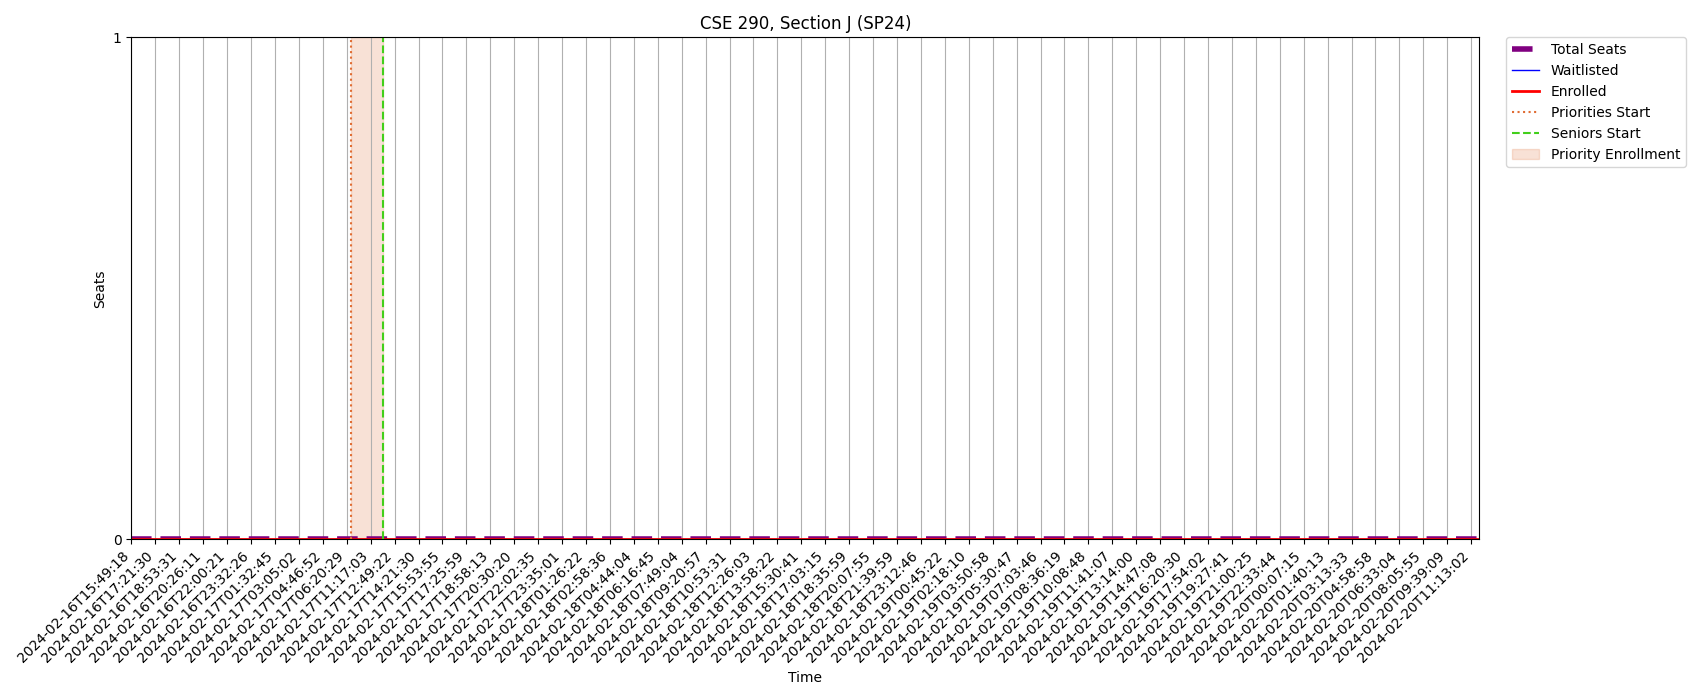 CSE 290, Section J (SP24)
1
0
Seats
Total Seats
Waitlisted
Enrolled
Priorities Start
Seniors Start
Priority Enrollment
2024-02-16T15:49:18
2024-02-16T17:21:30
2024-02-16T18:53:31
2024-02-16T20:26:11
2024-02-16T22:00:21
2024-02-16T23:32:26
2024-02-17T01:32:45
2024-02-17T03:05:02
2024-02-17T04:46:52
2024-02-17T06:20:29
2024-02-17T11:17:03
2024-02-17T12:49:22
2024-02-17T14:21:30
2024-02-17T15:53:55
2024-02-17T17:25:59
2024-02-17T18:58:13
2024-02-17T20:30:20
2024-02-17T22:02:35
2024-02-17T23:35:01
2024-02-18T01:26:22
2024-02-18T02:58:36
2024-02-18T04:44:04
2024-02-18T06:16:45
2024-02-18T07:49:04
2024-02-18T09:20:57
2024-02-18T10:53:31
2024-02-18T12:26:03
2024-02-18T13:58:22
2024-02-18T15:30:41
2024-02-18T17:03:15
2024-02-18T18:35:59
2024-02-18T20:07:55
2024-02-18T21:39:59
2024-02-18T23:12:46
2024-02-19T00:45:22
2024-02-19T02:18:10
2024-02-19T03:50:58
2024-02-19T05:30:47
2024-02-19T07:03:46
2024-02-19T08:36:19
2024-02-19T10:08:48
2024-02-19T11:41:07
2024-02-19T13:14:00
2024-02-19T14:47:08
2024-02-19T16:20:30
2024-02-19T17:54:02
2024-02-19T19:27:41
2024-02-19T21:00:25
2024-02-19T22:33:44
2024-02-20T00:07:15
2024-02-20T01:40:13
2024-02-20T03:13:33
2024-02-20T04:58:58
2024-02-20T06:33:04
2024-02-20T08:05:55
2024-02-20T09:39:09
2024-02-20T11:13:02
Time